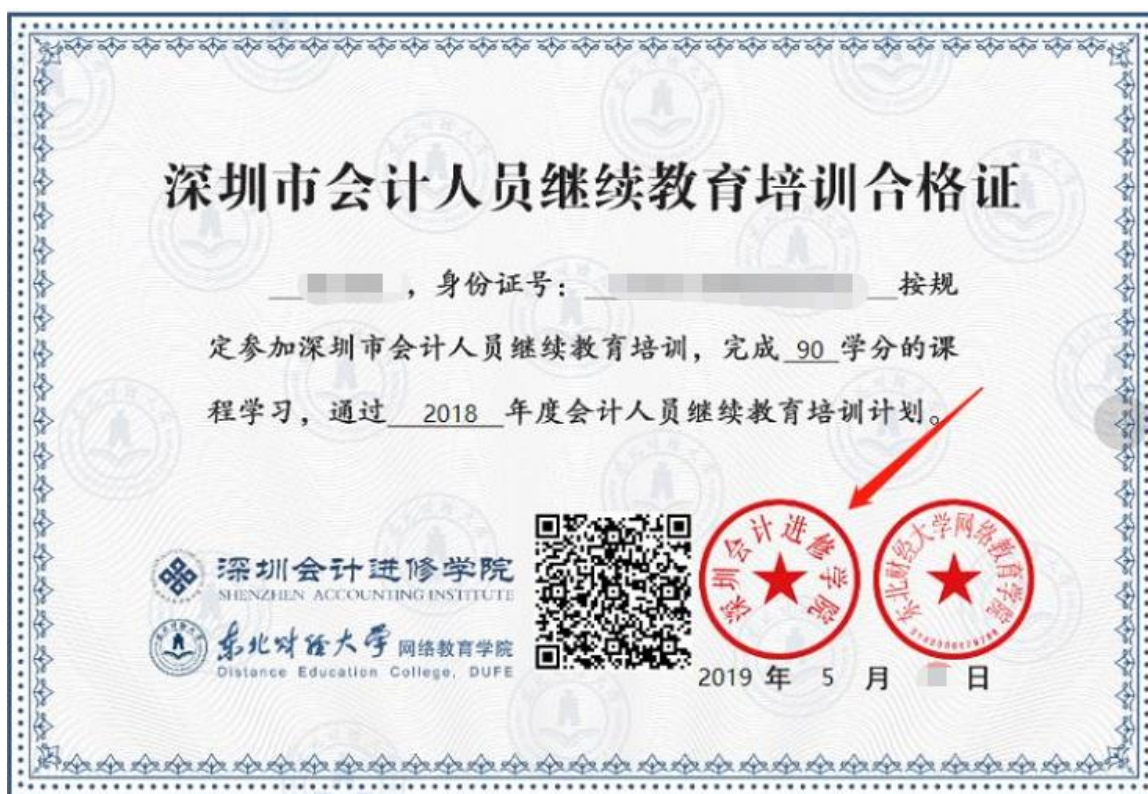 深圳市会计人员继续教育培训合格证
，身份证号：按规
定参加深圳市会计人员继续教育培训，完成 90 学分的课
程学习，通过 2018 年度会计人员继续教育培训计划。
深圳会计进修学院
SHENZHEN ACCOUNTING INSTITUTE
东北财经大学 网络教育学院
Distance Education College, DUFE
深圳会计进修学院
东北财经大学网络教育学院
2019 年 5 月 日